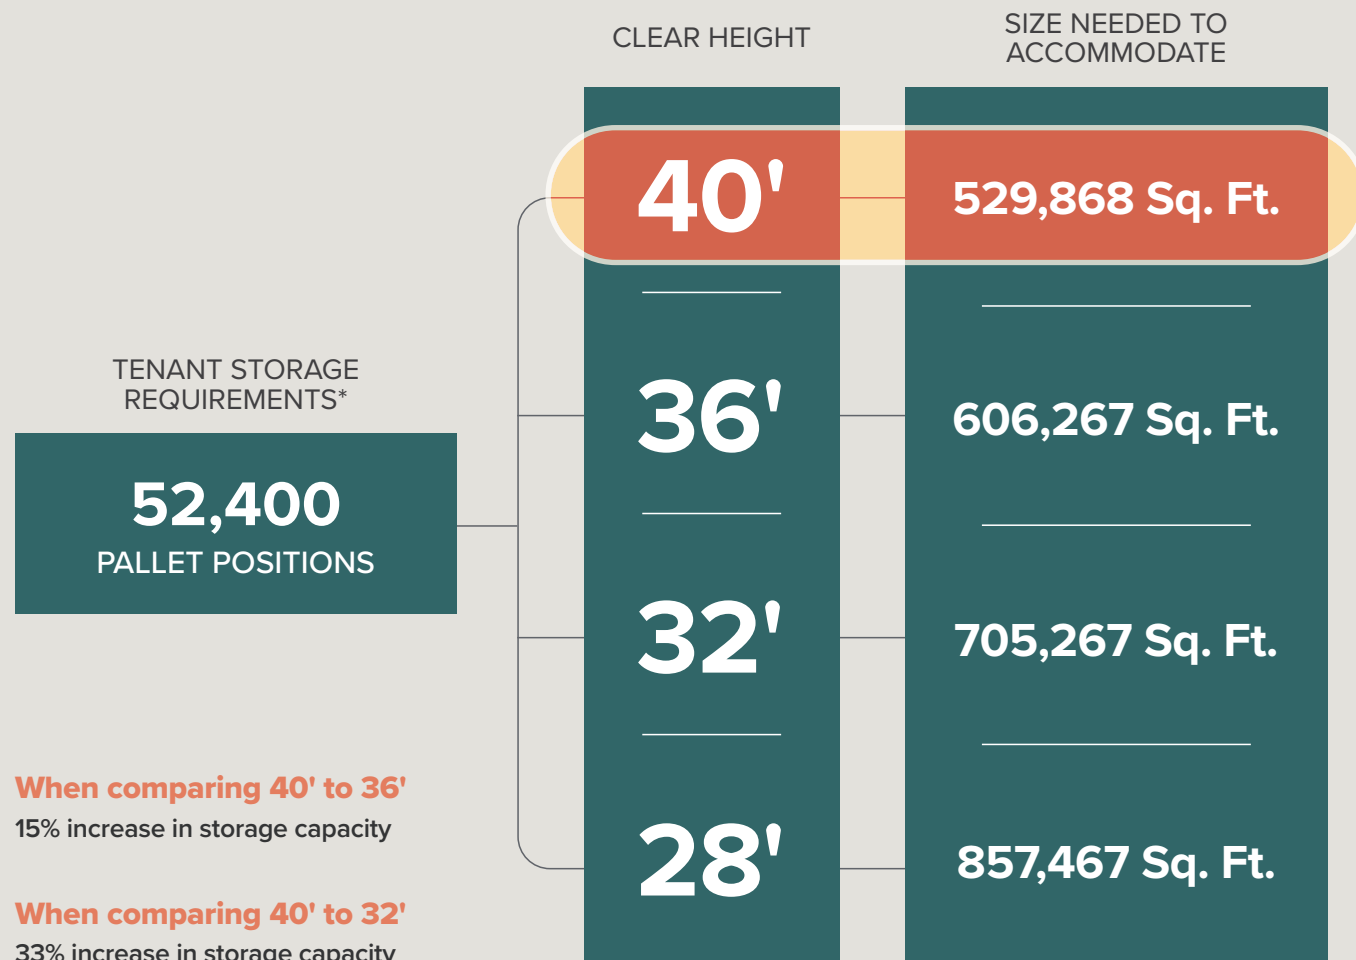 CLEAR HEIGHT
SIZE NEEDED TO
ACCOMMODATE
40'
529,868 Sq. Ft.
36'
606,267 Sq. Ft.
TENANT STORAGE
REQUIREMENTS*
52,400
PALLET POSITIONS
32'
705,267 Sq. Ft.
28'
857,467 Sq. Ft.
When comparing 40' to 36'
15% increase in storage capacity
When comparing 40' to 32'
33% increase in storage capacity